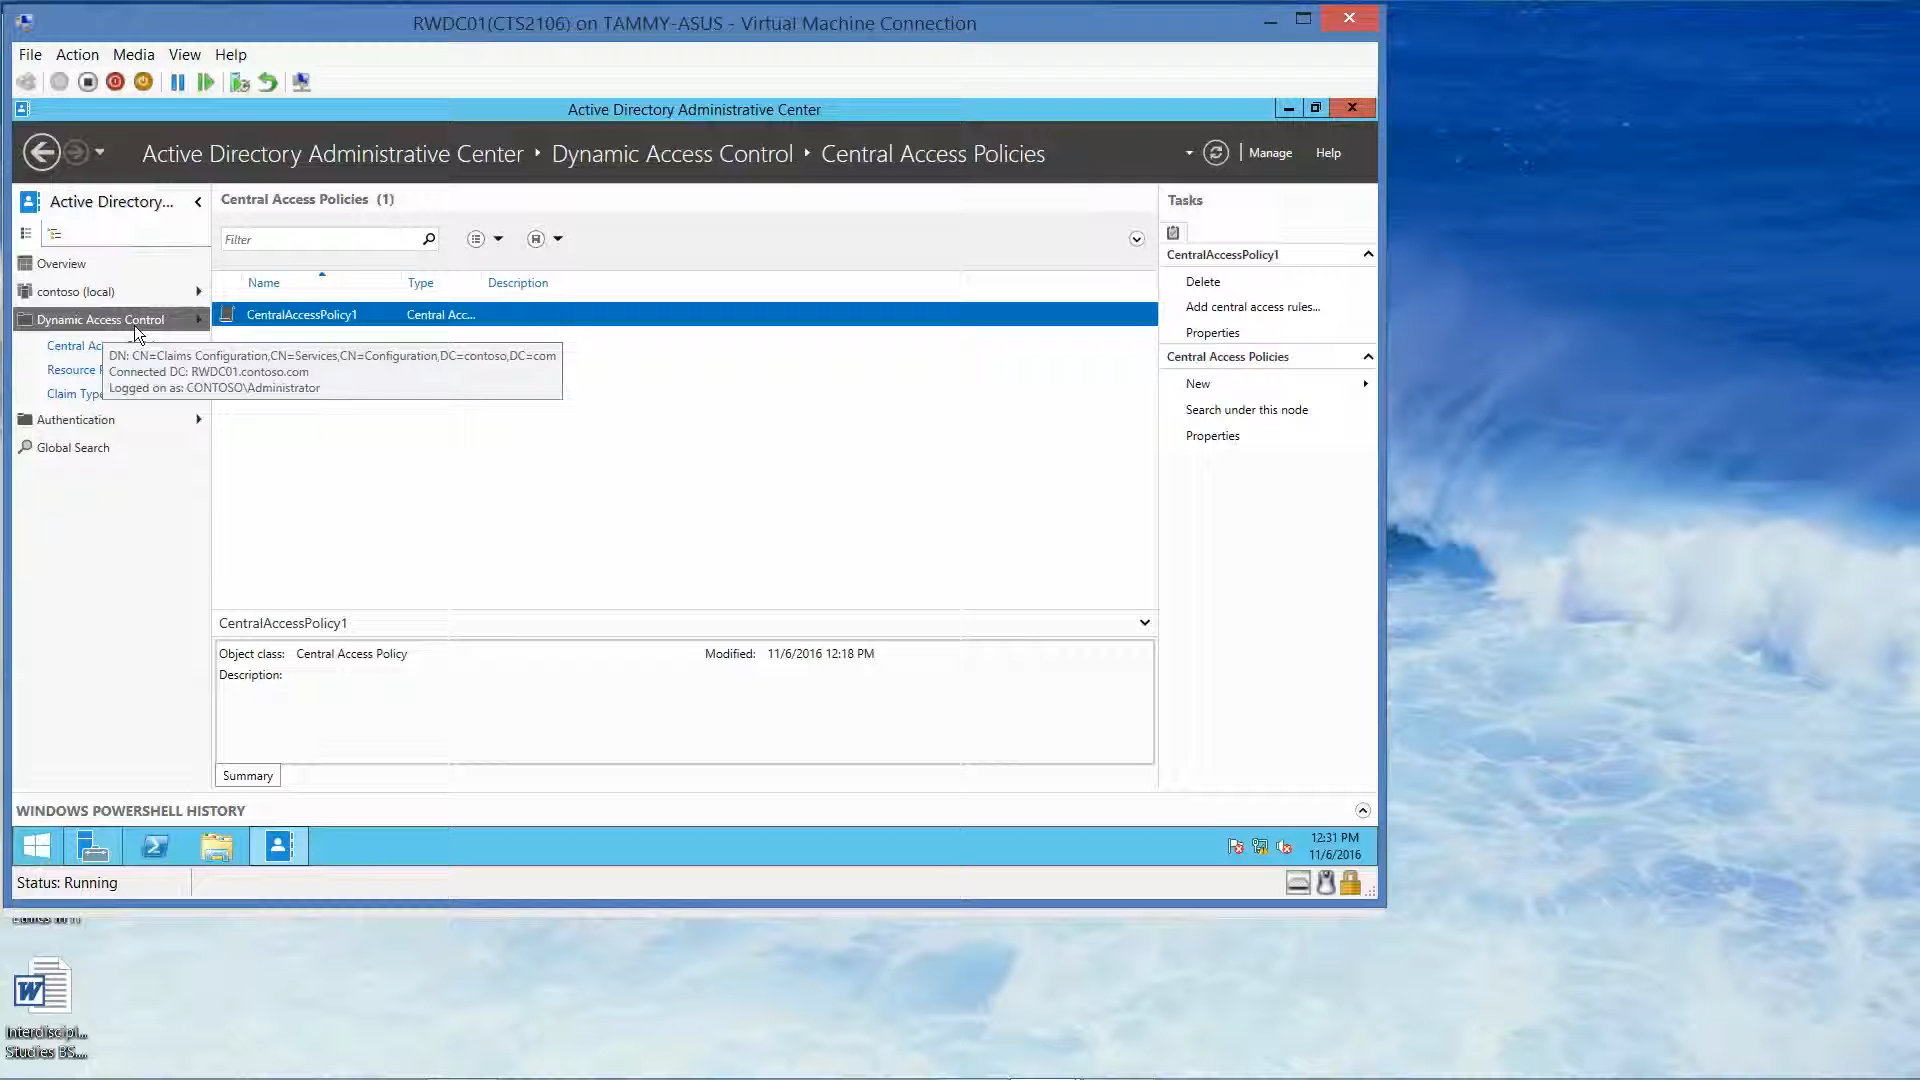 RWDC01(CTS2106) on TAMMY-ASUS - Virtual Machine Connection
File Action Media View Help
Active Directory Administrative Center
Active Directory Administrative Center • Dynamic Access Control • Central Access Policies
Manage Help
Active Directory...
Central Access Policies (1)
Tasks
Filter
Overview
contoso (local)
Dynamic Access Control
Central Ac
Resource
Claim Type
Authentication
Global Search
DN: CN=Claims Configuration,CN=Services,CN=Configuration,DC=contoso,DC=com
Connected DC: RWDC01.contoso.com
Logged on as: CONTOSO\Administrator
Name Type Description
CentralAccessPolicy1 Central Acc...
CentralAccessPolicy1
Delete
Add central access rules...
Properties
Central Access Policies
New
Search under this node
Properties
CentralAccessPolicy1
Object class: Central Access Policy Modified: 11/6/2016 12:18 PM
Description:
Summary
WINDOWS POWERSHELL HISTORY
12:31 PM
11/6/2016
Status: Running
Interdiscipl...
Studies BS....